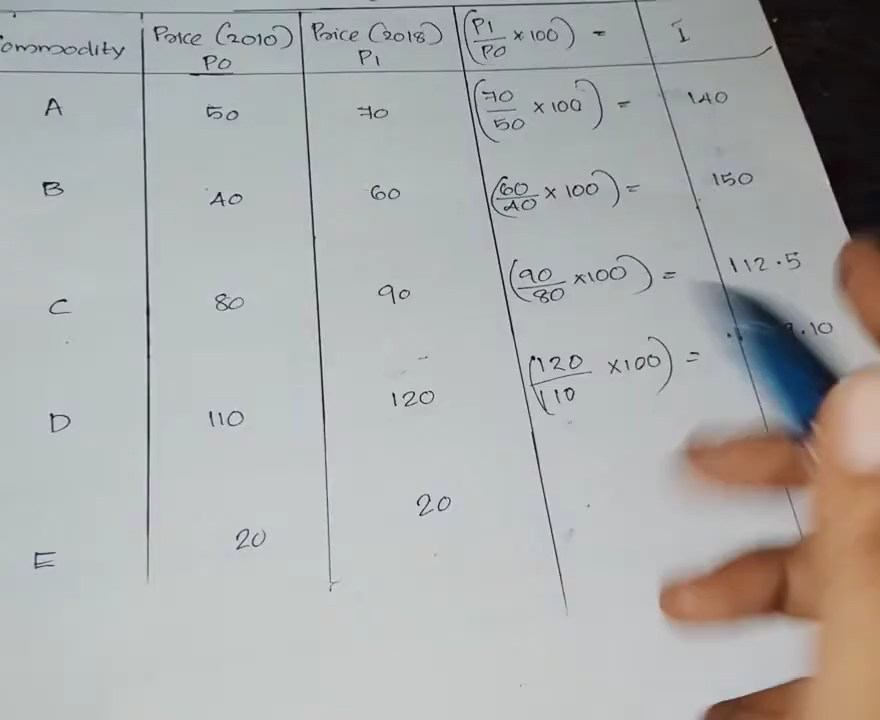 Commodity | Price (2010) P0 | Price (2018) P1 | (P1/P0 × 100) = | I
A | 50 | 70 | (70/50 × 100) = | 140
B | 40 | 60 | (60/40 × 100) = | 150
C | 80 | 90 | (90/80 × 100) = | 112.5
D | 110 | 120 | (120/110 × 100) =
E | 20 | 20